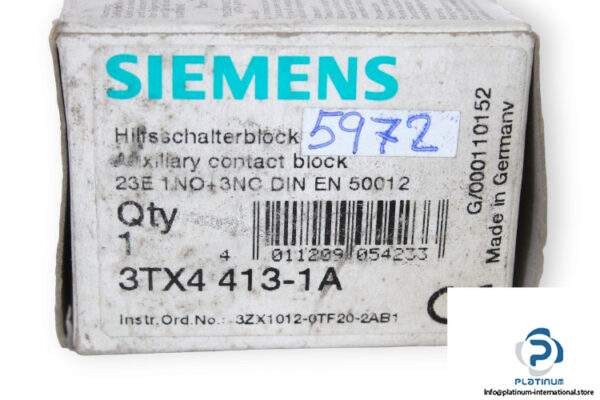 SIEMENS
Hilfsschalterblock
5972
Auxiliary contact block
23E 1NO+3NC DIN EN 50012
Qty
1
4 011209 054233
3TX4 413-1A
Instr.Ord.No.: 3ZX1012-0TF20-2AB1
G/000110152
Made in Germany
PLATINUM
Info@platinum-international.store